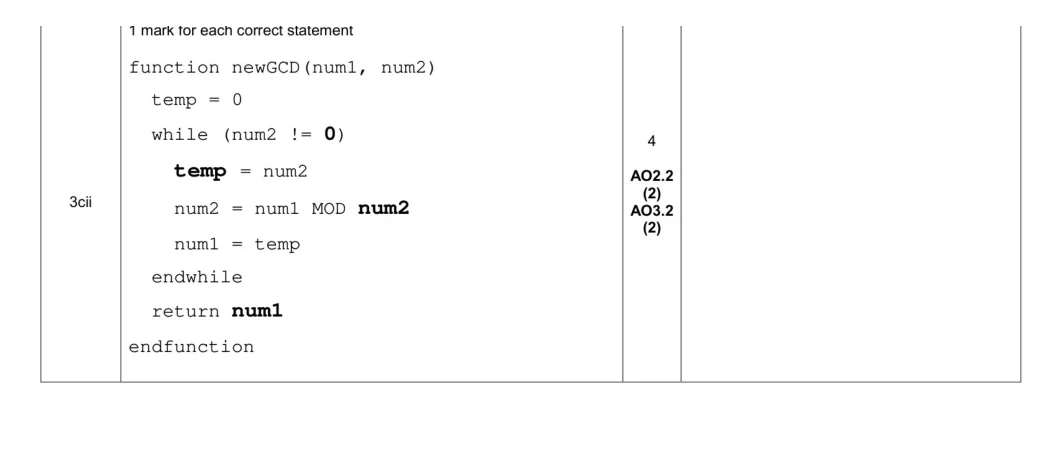 1 mark for each correct statement
function newGCD(num1, num2)
temp = 0
while (num2 != 0)
4
temp = num2
AO2.2
(2)
3cii
num2 = num1 MOD num2
AO3.2
(2)
num1 = temp
endwhile
return num1
endfunction